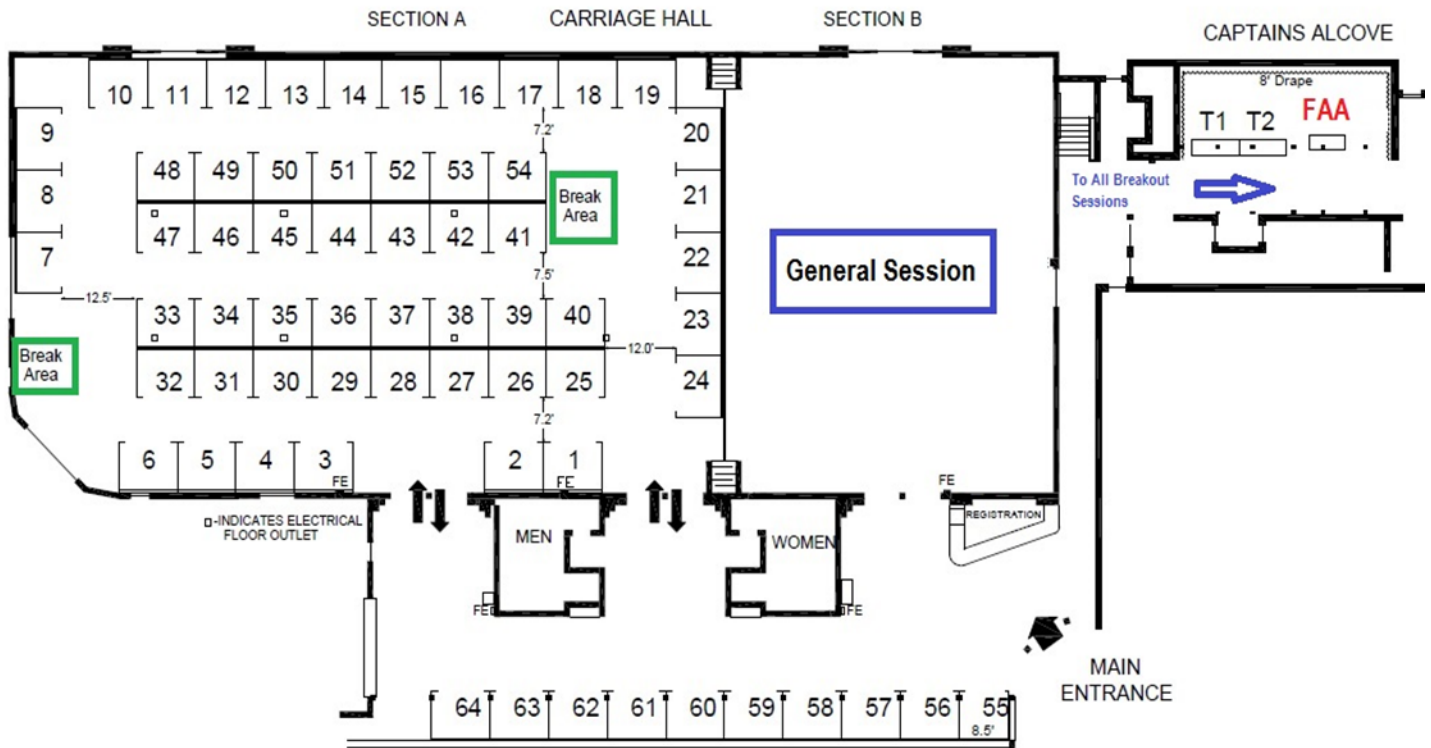 SECTION A
CARRIAGE HALL
SECTION B
CAPTAINS ALCOVE
8' Drape
FAA
T1 T2
To All Breakout
Sessions
10 11 12 13 14 15 16 17 18 19
9
8
7
20
21
22
23
24
7.2'
48 49 50 51 52 53 54
47 46 45 44 43 42 41
Break
Area
General Session
7.5'
12.5'
33 34 35 36 37 38 39 40
12.0'
32 31 30 29 28 27 26 25
Break
Area
7.2'
6 5 4 3
2 1
FE
FE
FE
□-INDICATES ELECTRICAL
FLOOR OUTLET
MEN
WOMEN
REGISTRATION
FE
FE
MAIN
ENTRANCE
64 63 62 61 60 59 58 57 56 55
8.5'